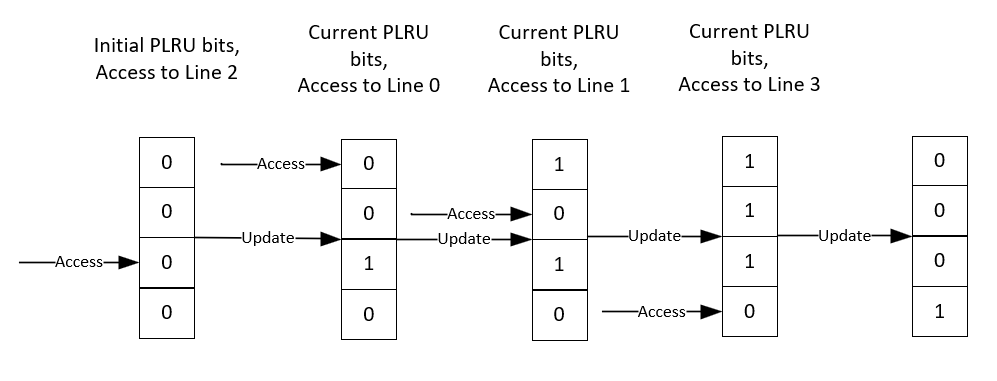 Initial PLRU bits,
Access to Line 2
Current PLRU
bits,
Access to Line 0
Current PLRU
bits,
Access to Line 1
Current PLRU
bits,
Access to Line 3
0
0
0
0
Access
Update
Access
0
0
1
0
Update
Access
1
0
1
0
Update
Access
1
1
1
0
Update
0
0
0
1